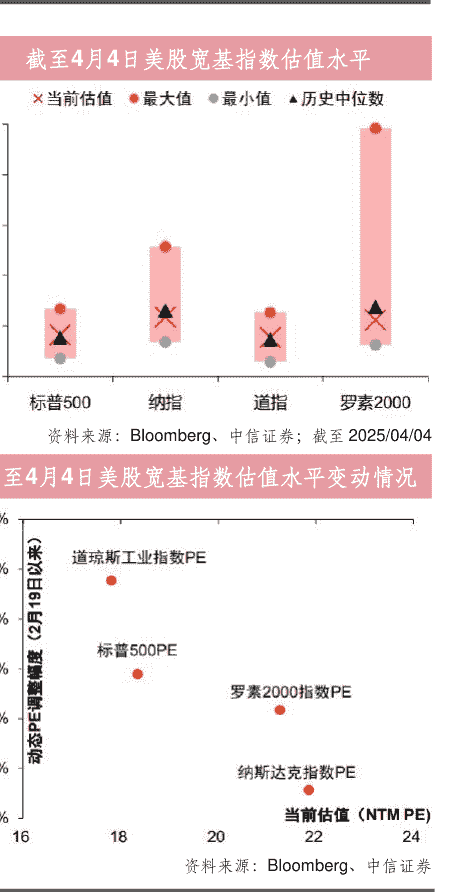 截至4月4日美股宽基指数估值水平
当前估值 最大值 最小值 历史中位数
标普500 纳指 道指 罗素2000
资料来源：Bloomberg、中信证券；截至 2025/04/04
至4月4日美股宽基指数估值水平变动情况
%
%
%
%
%
%
%
动态PE调整幅度（2月19日以来）
道琼斯工业指数PE
标普500PE
罗素2000指数PE
纳斯达克指数PE
当前估值（NTM PE）
16 18 20 22 24
资料来源：Bloomberg、中信证券